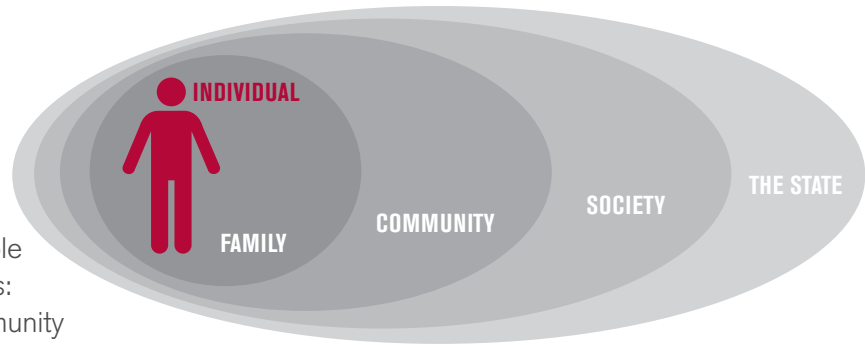 INDIVIDUAL
FAMILY
COMMUNITY
SOCIETY
THE STATE